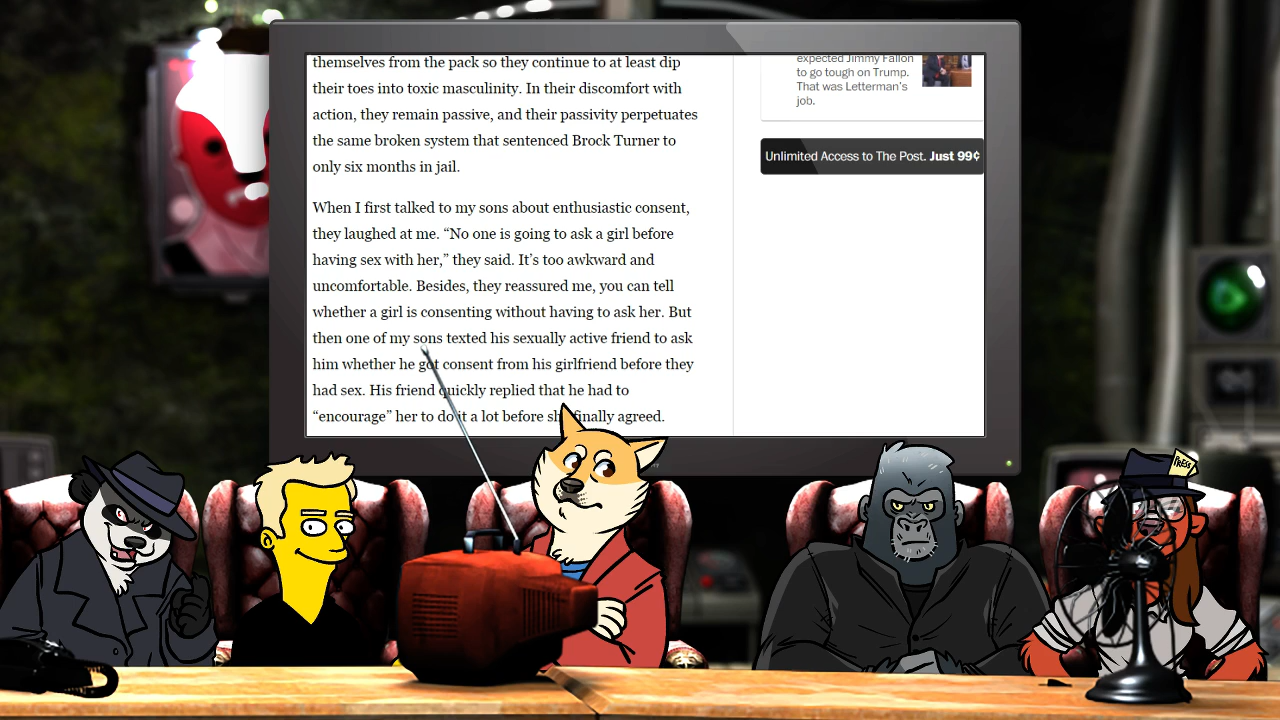 themselves from the pack so they continue to at least dip
their toes into toxic masculinity. In their discomfort with
action, they remain passive, and their passivity perpetuates
the same broken system that sentenced Brock Turner to
only six months in jail.
When I first talked to my sons about enthusiastic consent,
they laughed at me. “No one is going to ask a girl before
having sex with her,” they said. It’s too awkward and
uncomfortable. Besides, they reassured me, you can tell
whether a girl is consenting without having to ask her. But
then one of my sons texted his sexually active friend to ask
him whether he got consent from his girlfriend before they
had sex. His friend quickly replied that he had to
“encourage” her to do it a lot before she finally agreed.
expected Jimmy Fallon
to go tough on Trump.
That was Letterman’s
job.
Unlimited Access to The Post. Just 99¢
PRESS